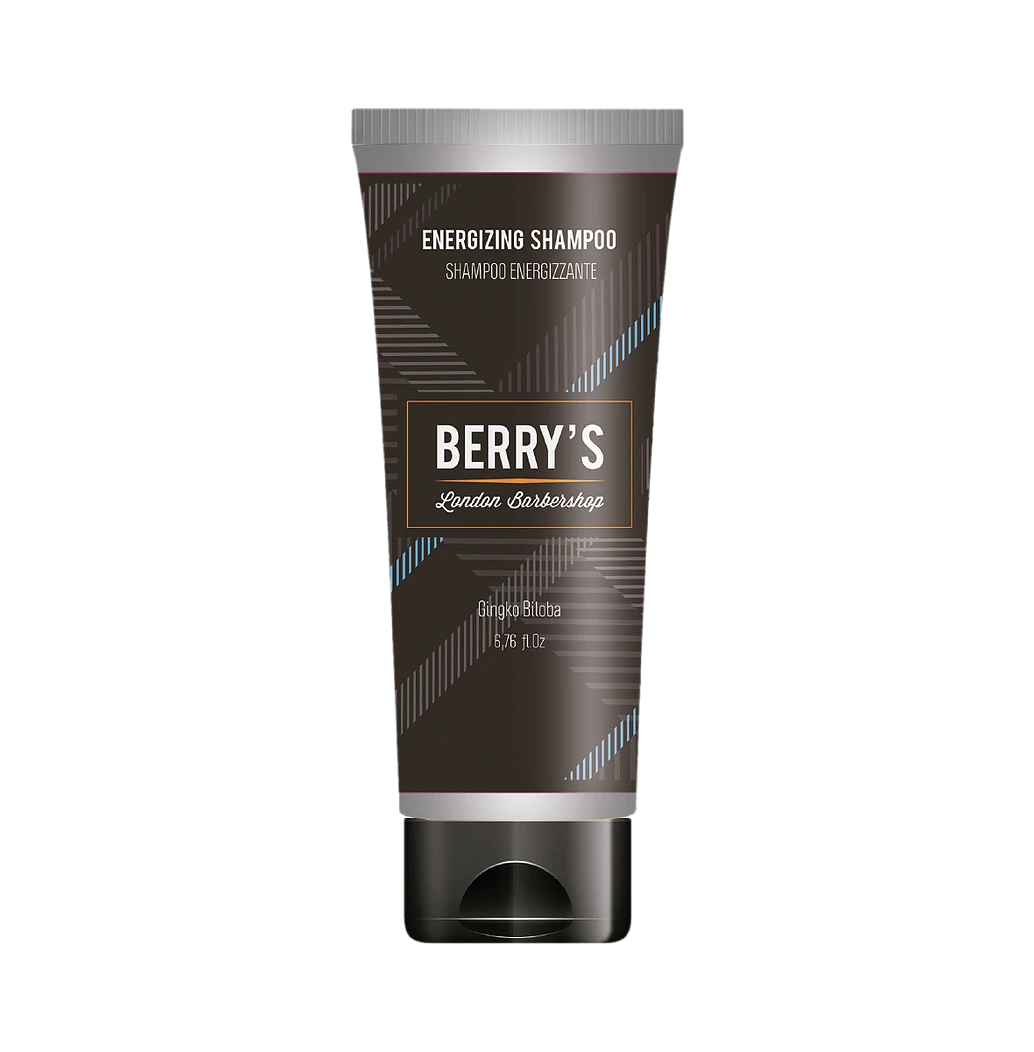 ENERGIZING SHAMPOO
SHAMPOO ENERGIZZANTE
BERRY'S
London Barbershop
Gingko Biloba
6,76 fl.Oz